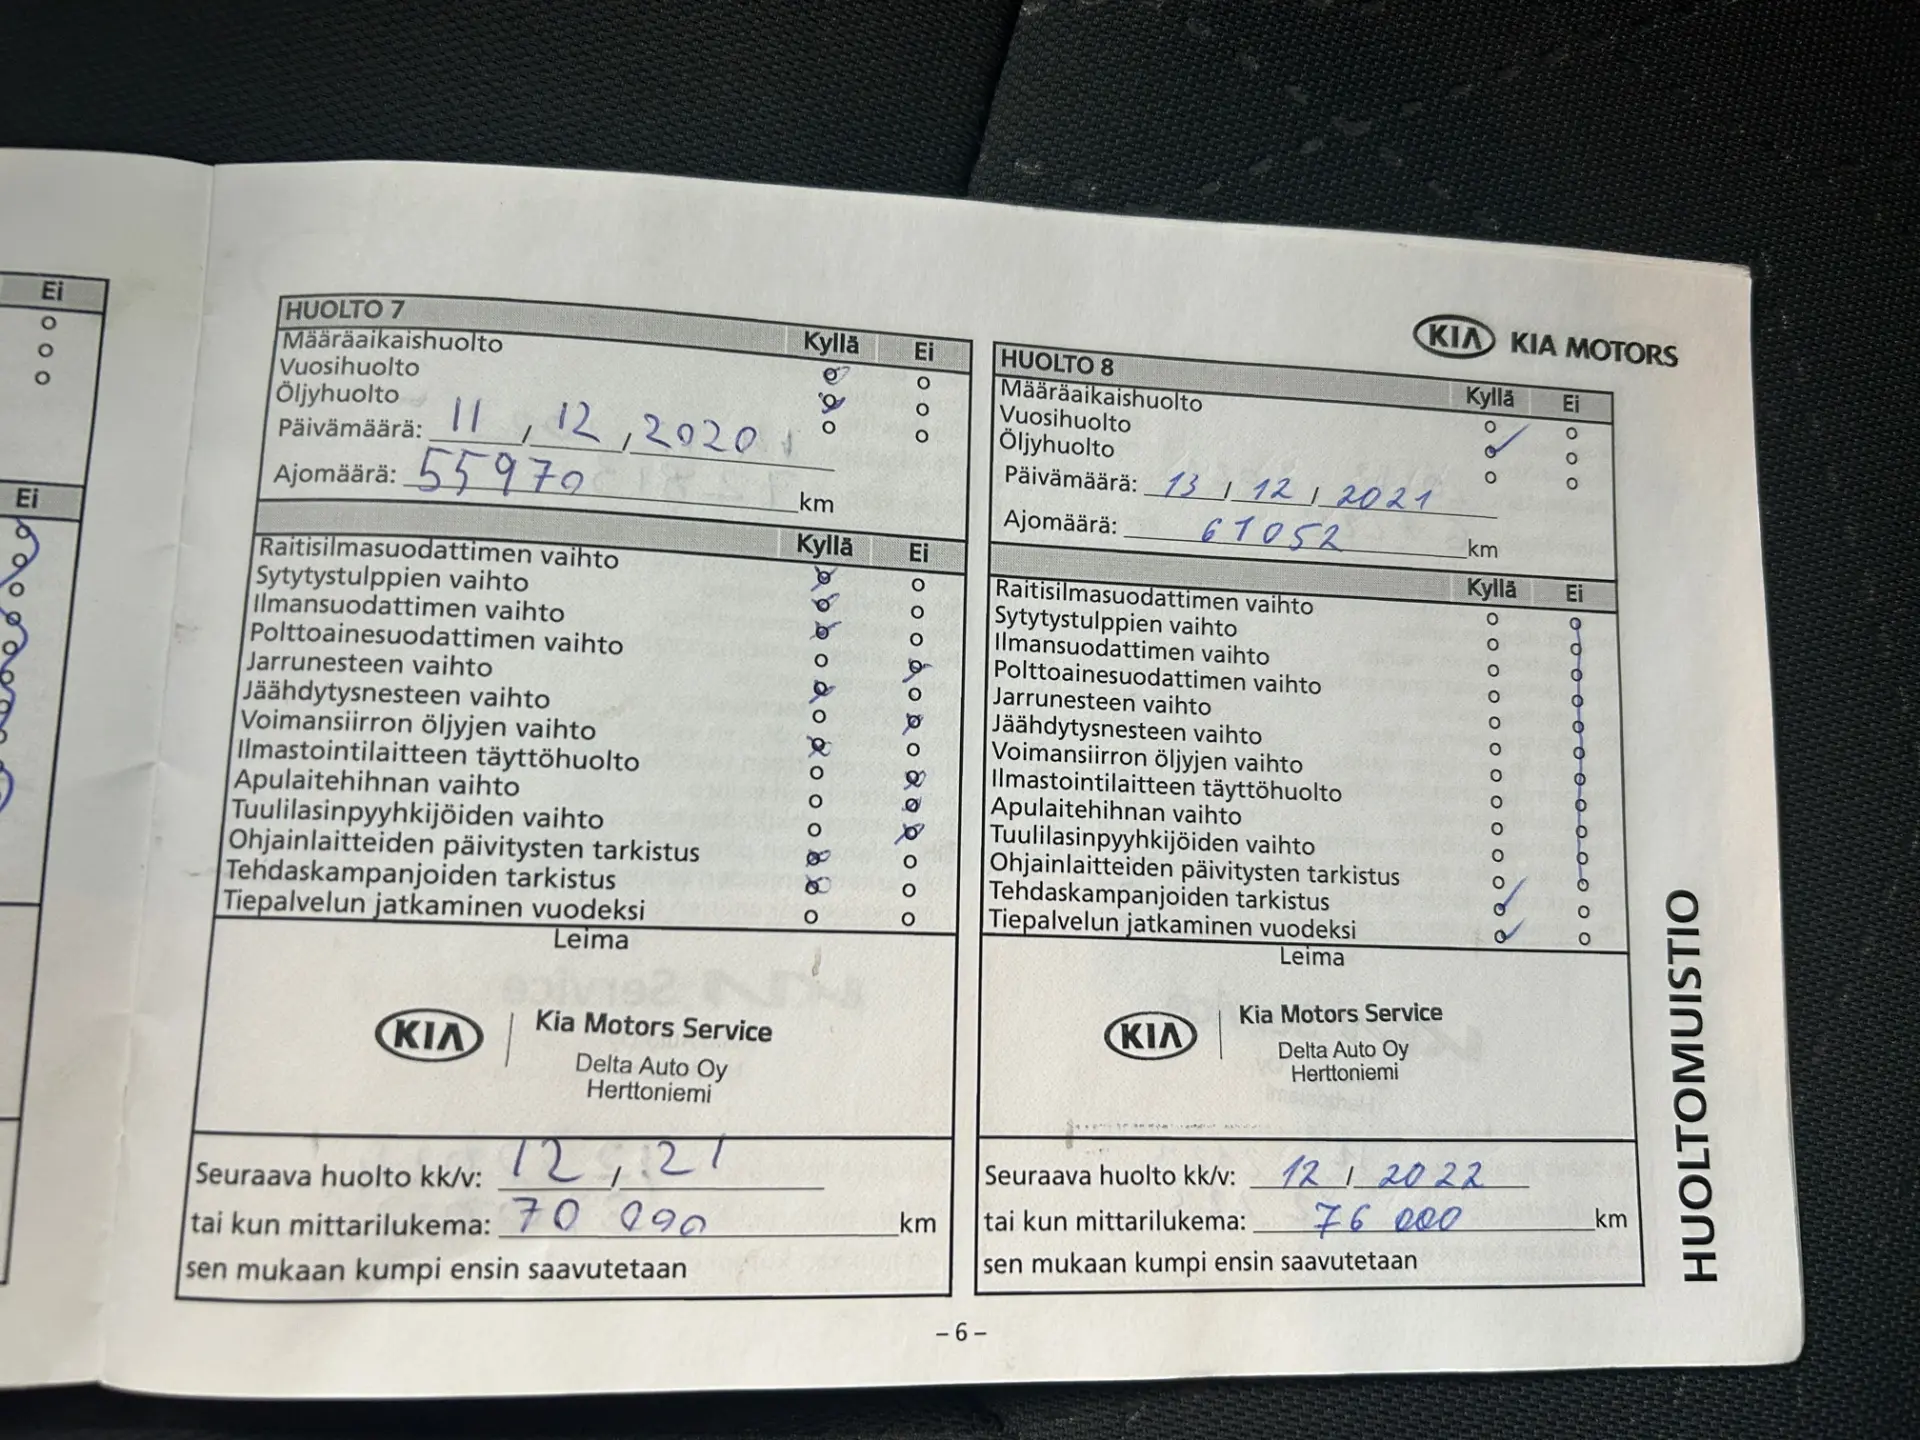 Ei
Ei
HUOLTO 7
Määräaikaishuolto Kyllä Ei
Vuosihuolto
Öljyhuolto
Päivämäärä: 11 / 12 / 2020
Ajomäärä: 55970 km
Kyllä Ei
Raitisilmasuodattimen vaihto
Sytytystulppien vaihto
Ilmansuodattimen vaihto
Polttoainesuodattimen vaihto
Jarrunesteen vaihto
Jäähdytysnesteen vaihto
Voimansiirron öljyjen vaihto
Ilmastointilaitteen täyttöhuolto
Apulaitehihnan vaihto
Tuulilasinpyyhkijöiden vaihto
Ohjainlaitteiden päivitysten tarkistus
Tehdaskampanjoiden tarkistus
Tiepalvelun jatkaminen vuodeksi
Leima
KIA Kia Motors Service
Delta Auto Oy
Herttoniemi
Seuraava huolto kk/v: 12 / 21
tai kun mittarilukema: 70 000 km
sen mukaan kumpi ensin saavutetaan
KIA KIA MOTORS
HUOLTO 8
Määräaikaishuolto Kyllä Ei
Vuosihuolto
Öljyhuolto
Päivämäärä: 13 / 12 / 2021
Ajomäärä: 61052 km
Kyllä Ei
Raitisilmasuodattimen vaihto
Sytytystulppien vaihto
Ilmansuodattimen vaihto
Polttoainesuodattimen vaihto
Jarrunesteen vaihto
Jäähdytysnesteen vaihto
Voimansiirron öljyjen vaihto
Ilmastointilaitteen täyttöhuolto
Apulaitehihnan vaihto
Tuulilasinpyyhkijöiden vaihto
Ohjainlaitteiden päivitysten tarkistus
Tehdaskampanjoiden tarkistus
Tiepalvelun jatkaminen vuodeksi
Leima
KIA Kia Motors Service
Delta Auto Oy
Herttoniemi
Seuraava huolto kk/v: 12 / 2022
tai kun mittarilukema: 76 000 km
sen mukaan kumpi ensin saavutetaan
HUOLTOMUISTIO
- 6 -